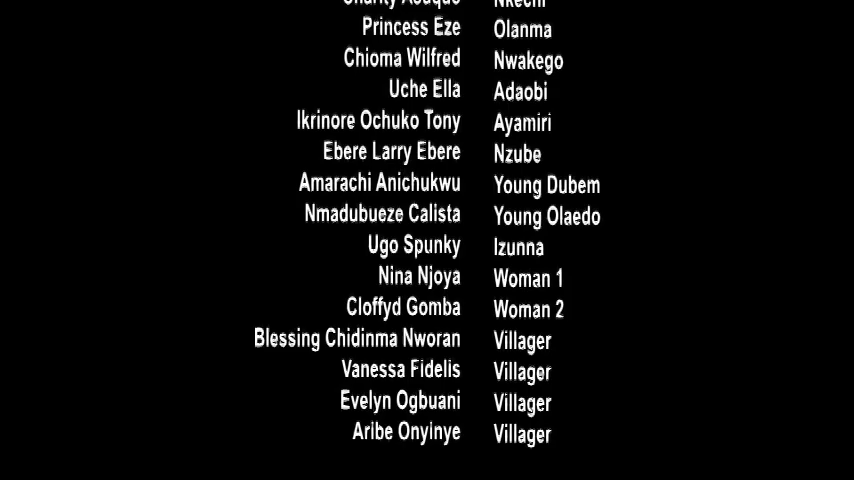 Princess Eze Olanma
Chioma Wilfred Nwakego
Uche Ella Adaobi
Ikrinore Ochuko Tony Ayamiri
Ebere Larry Ebere Nzube
Amarachi Anichukwu Young Dubem
Nmadubueze Calista Young Olaedo
Ugo Spunky Izunna
Nina Njoya Woman 1
Cloffyd Gomba Woman 2
Blessing Chidinma Nworan Villager
Vanessa Fidelis Villager
Evelyn Ogbuani Villager
Aribe Onyinye Villager